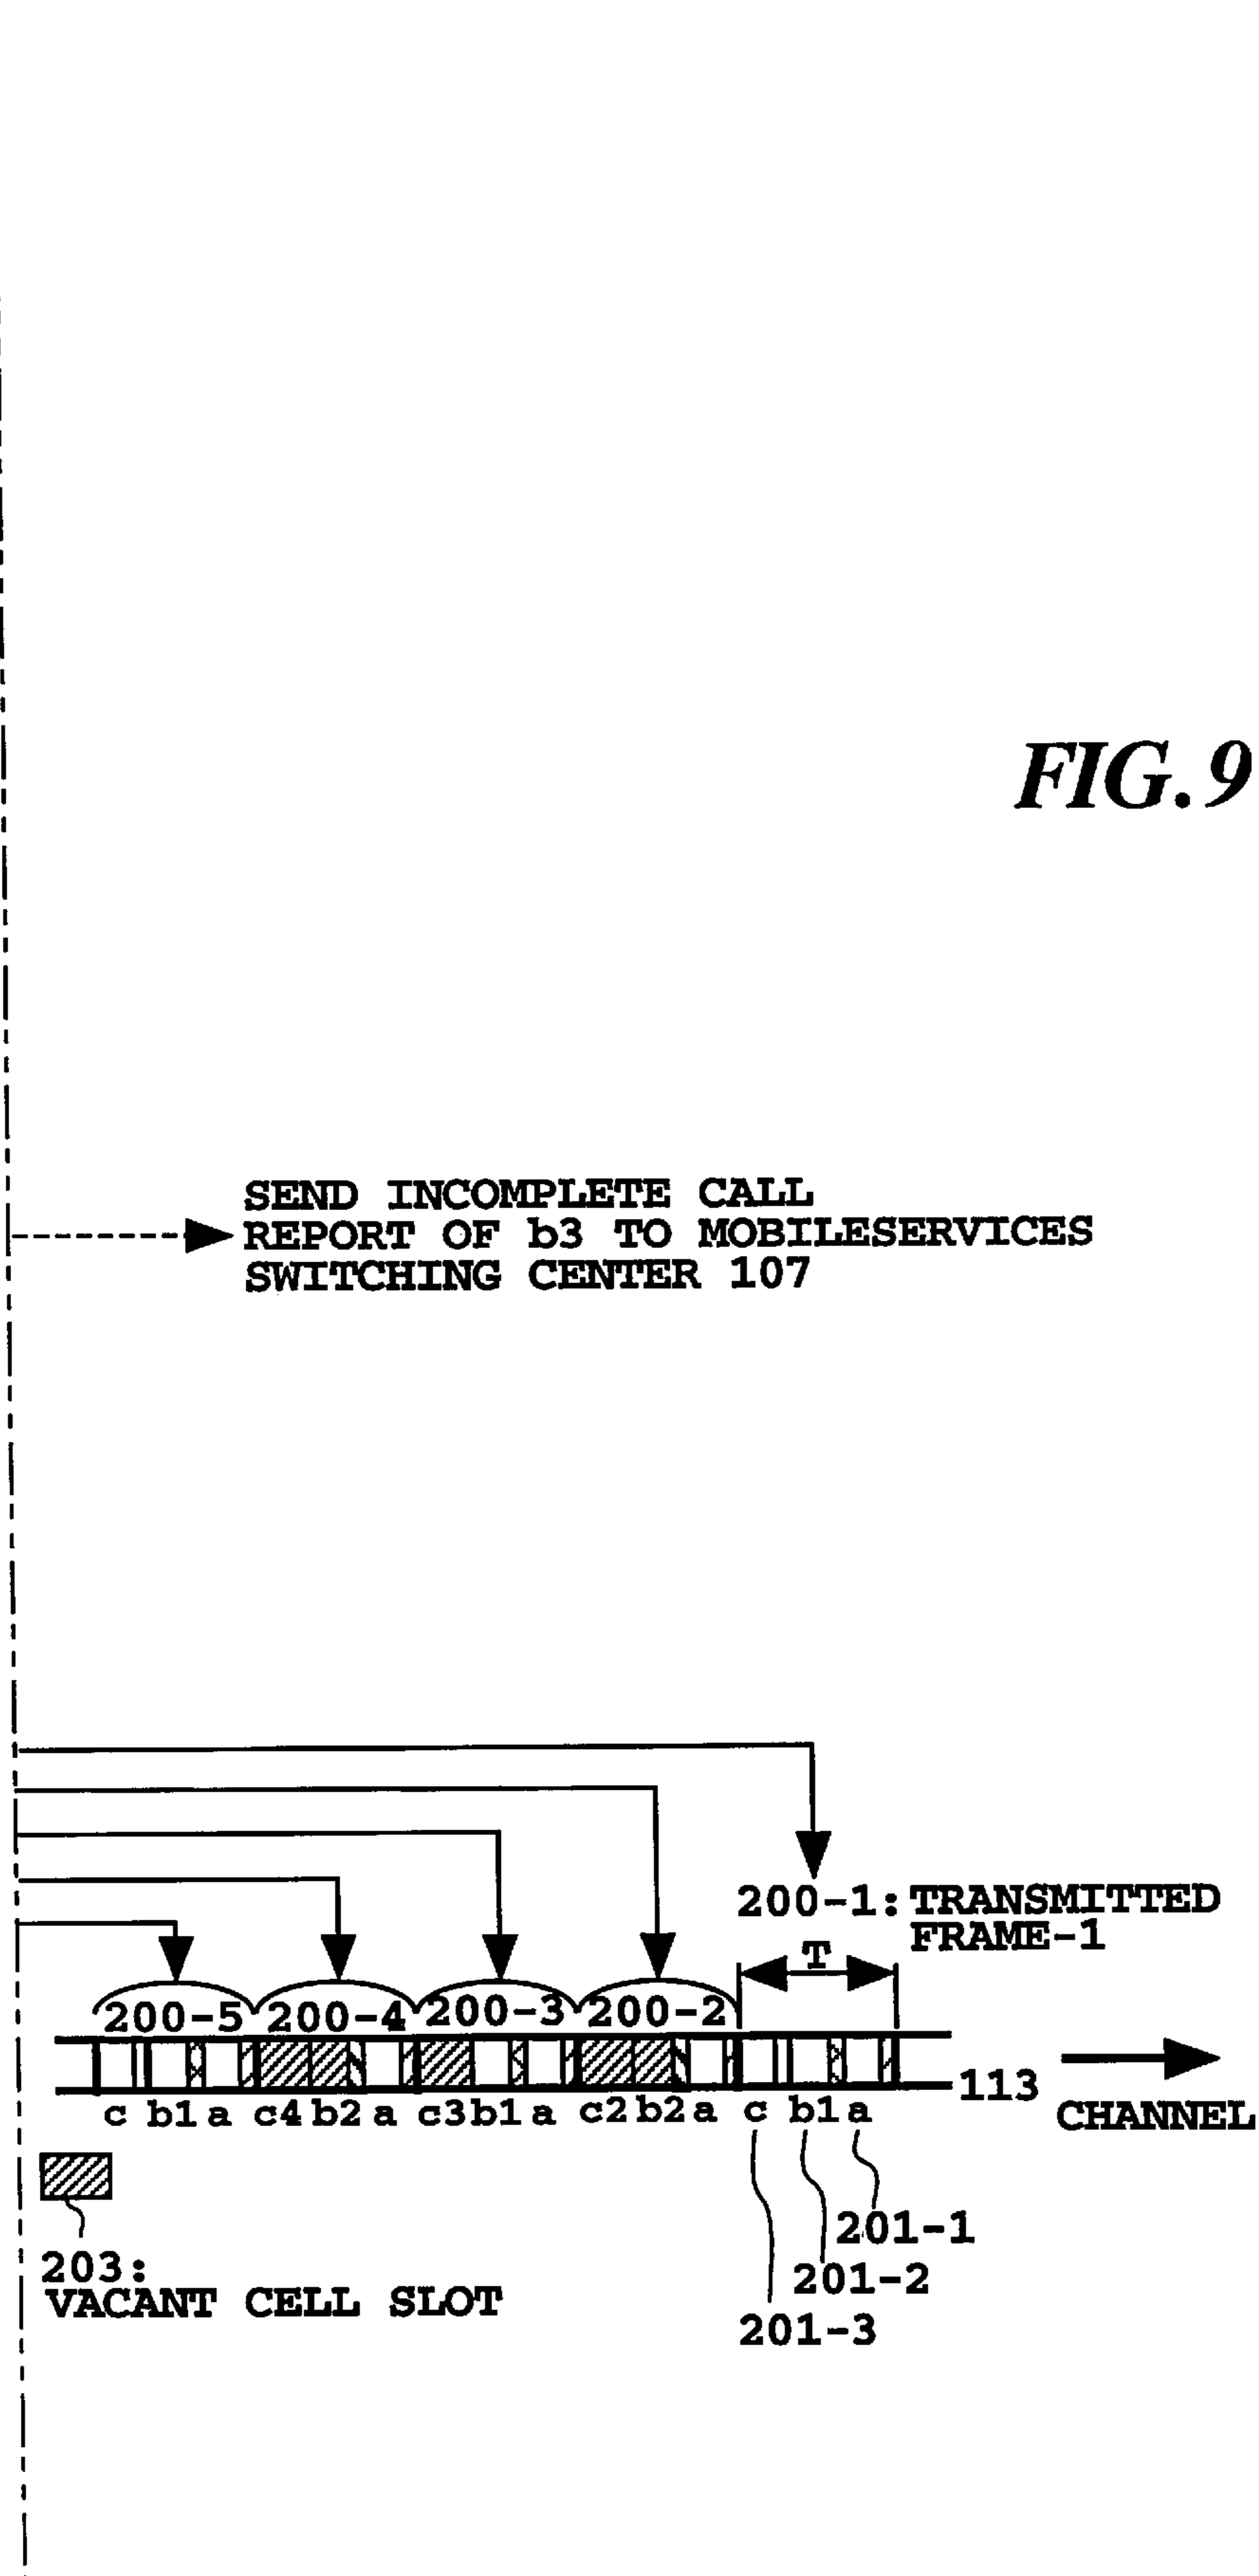 FIG. 9
SEND INCOMPLETE CALL
REPORT OF b3 TO MOBILESERVICES
SWITCHING CENTER 107
200-1: TRANSMITTED
FRAME-1
T
200-5 200-4 200-3 200-2
113
CHANNEL
c b1 a c4 b2 a c3 b1 a c2 b2 a c b1 a
201-1
201-2
201-3
203:
VACANT CELL SLOT